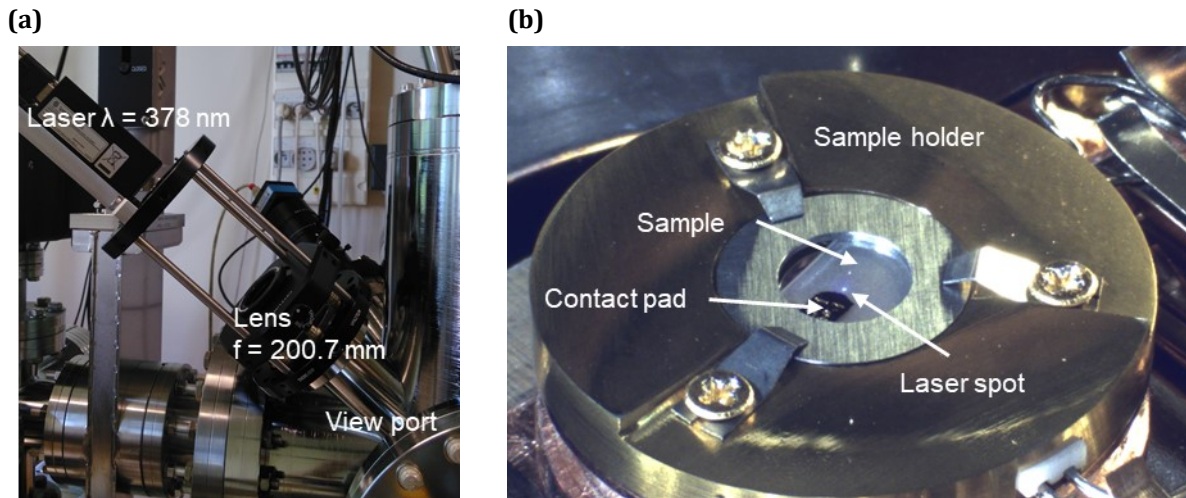 (a)
(b)
Laser λ = 378 nm
Lens
f = 200.7 mm
View port
Sample holder
Sample
Contact pad
Laser spot